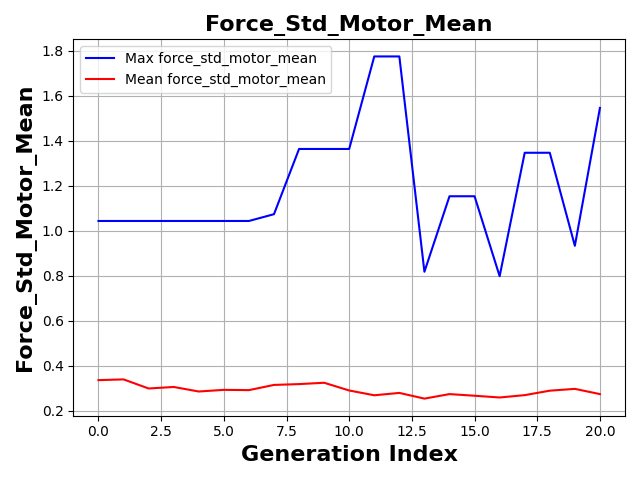 Force_Std_Motor_Mean
Max force_std_motor_mean
Mean force_std_motor_mean
Force_Std_Motor_Mean
1.8
1.6
1.4
1.2
1.0
0.8
0.6
0.4
0.2
0.0 2.5 5.0 7.5 10.0 12.5 15.0 17.5 20.0
Generation Index